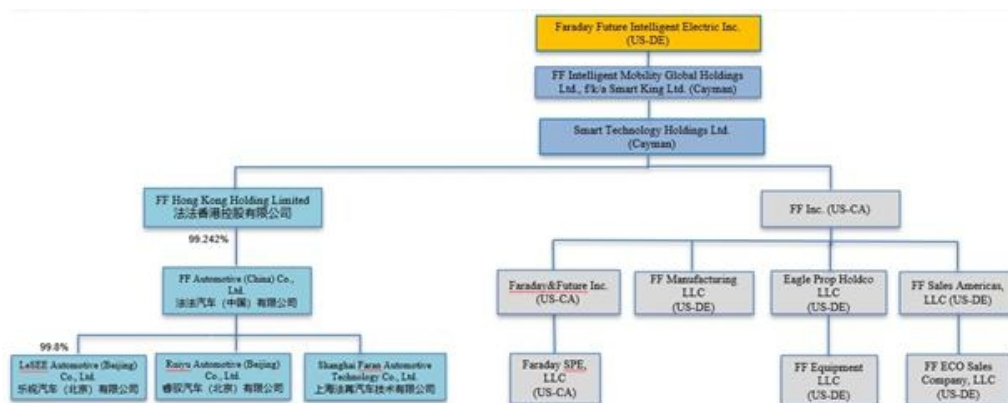 Faraday Future Intelligent Electric Inc.
(US-DE)
FF Intelligent Mobility Global Holdings
Ltd., f/k/a Smart King Ltd. (Cayman)
Smart Technology Holdings Ltd.
(Cayman)
FF Hong Kong Holding Limited
法法香港控股有限公司
FF Inc. (US-CA)
99.242%
FF Automotive (China) Co.,
Ltd.
法法汽车（中国）有限公司
Faraday&Future Inc.
(US-CA)
FF Manufacturing
LLC
(US-DE)
Eagle Prop Holdco
LLC
(US-DE)
FF Sales Americas,
LLC (US-DE)
99.8%
LeSEE Automotive (Beijing)
Co., Ltd.
乐视汽车（北京）有限公司
Ruiyu Automotive (Beijing)
Co., Ltd.
睿驭汽车（北京）有限公司
Shanghai Faran Automotive
Technology Co., Ltd.
上海法冉汽车技术有限公司
Faraday SPE,
LLC
(US-CA)
FF Equipment
LLC
(US-DE)
FF ECO Sales
Company, LLC
(US-DE)